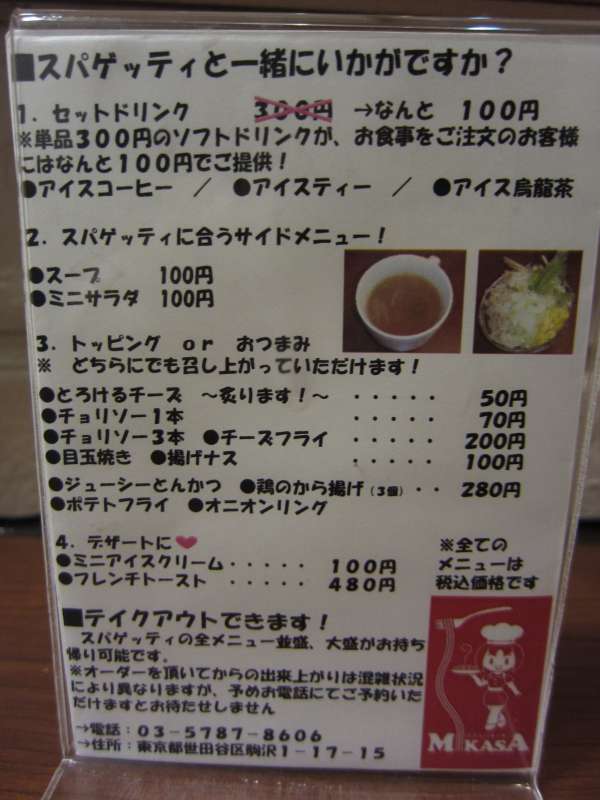 ■スパゲッティと一緒にいかがですか？
1．セットドリンク　300円　→なんと　100円
※単品300円のソフトドリンクが、お食事をご注文のお客様
にはなんと100円でご提供！
●アイスコーヒー　／　●アイスティー　／　●アイス烏龍茶
2．スパゲッティに合うサイドメニュー！
●スープ　100円
●ミニサラダ　100円
3．トッピング　or　おつまみ
※　どちらにでも召し上がっていただけます！
●とろけるチーズ　～炙ります！～　・・・・・　50円
●チョリソー1本　・・・・・　70円
●チョリソー3本　●チーズフライ　・・・・・　200円
●目玉焼き　●揚げナス　・・・・・　100円
●ジューシーとんかつ　●鶏のから揚げ（3個）・・　280円
●ポテトフライ　●オニオンリング
4．デザートに♥
●ミニアイスクリーム・・・・・　100円
●フレンチトースト　・・・・・　480円
※全ての
メニューは
税込価格です
■テイクアウトできます！
スパゲッティの全メニュー並盛、大盛がお持ち
帰り可能です。
※オーダーを頂いてからの出来上がりは混雑状況
により異なりますが、予めお電話にてご予約いた
だけますとお待たせしません
→電話：03-5787-8606
→住所：東京都世田谷区駒沢1-17-15
MIKASA